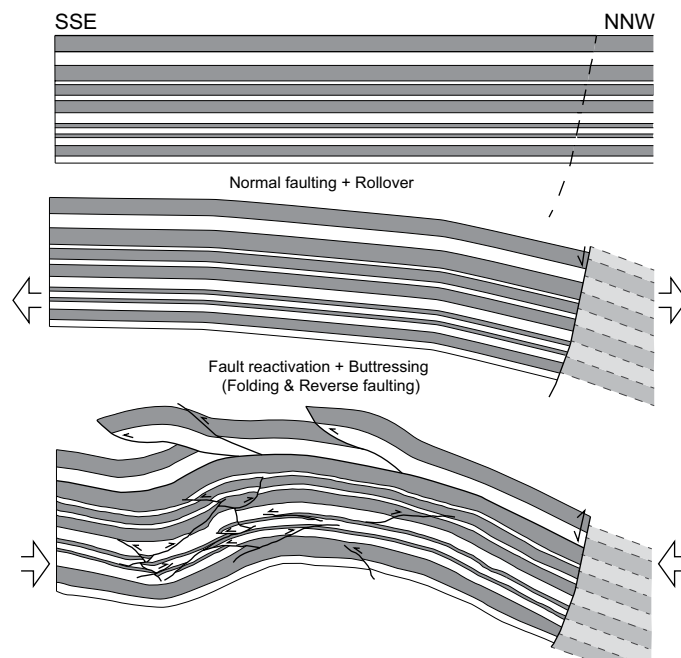 SSE NNW
Normal faulting + Rollover
Fault reactivation + Buttressing
(Folding & Reverse faulting)